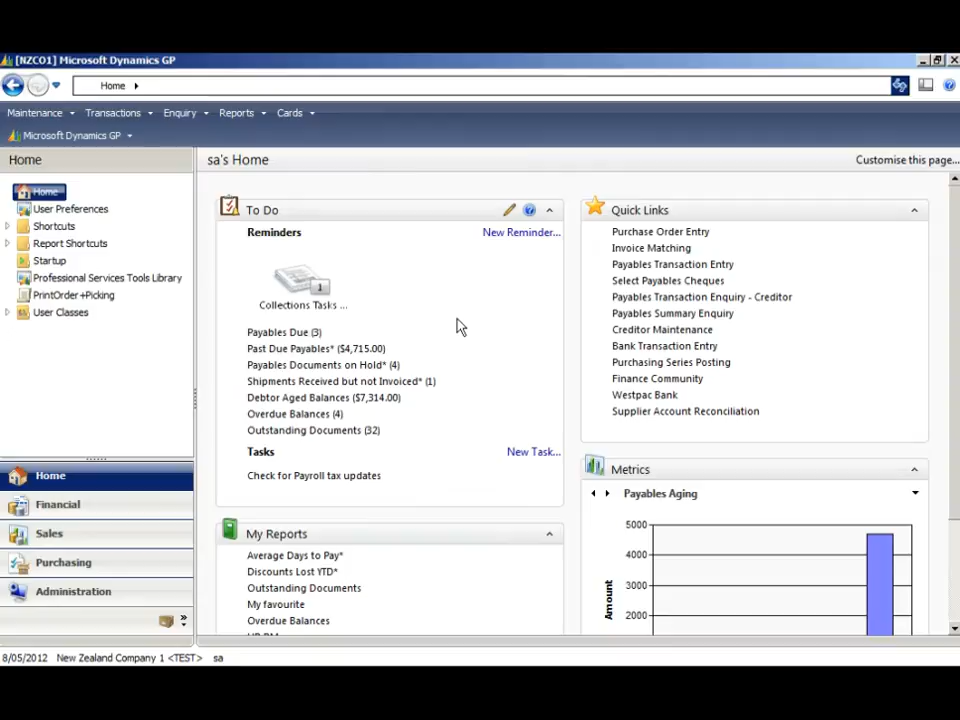 [NZCO1] Microsoft Dynamics GP
Home
Maintenance Transactions Enquiry Reports Cards
Microsoft Dynamics GP
Home
sa's Home
Customise this page...
Home
User Preferences
Shortcuts
Report Shortcuts
Startup
Professional Services Tools Library
PrintOrder+Picking
User Classes
Home
Financial
Sales
Purchasing
Administration
To Do
Reminders
New Reminder...
1
Collections Tasks ...
Payables Due (3)
Past Due Payables* ($4,715.00)
Payables Documents on Hold* (4)
Shipments Received but not Invoiced* (1)
Debtor Aged Balances ($7,314.00)
Overdue Balances (4)
Outstanding Documents (32)
Tasks
New Task...
Check for Payroll tax updates
My Reports
Average Days to Pay*
Discounts Lost YTD*
Outstanding Documents
My favourite
Overdue Balances
Quick Links
Purchase Order Entry
Invoice Matching
Payables Transaction Entry
Select Payables Cheques
Payables Transaction Enquiry - Creditor
Payables Summary Enquiry
Creditor Maintenance
Bank Transaction Entry
Purchasing Series Posting
Finance Community
Westpac Bank
Supplier Account Reconciliation
Metrics
Payables Aging
5000
4000
3000
2000
Amount
8/05/2012 New Zealand Company 1 <TEST> sa